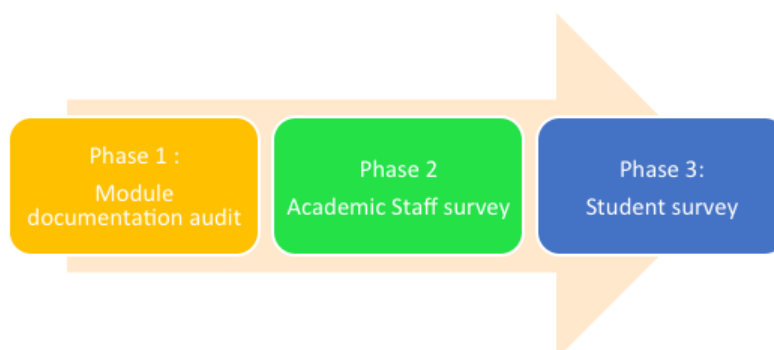 Phase 1 :
Module
documentation audit
Phase 2
Academic Staff survey
Phase 3:
Student survey